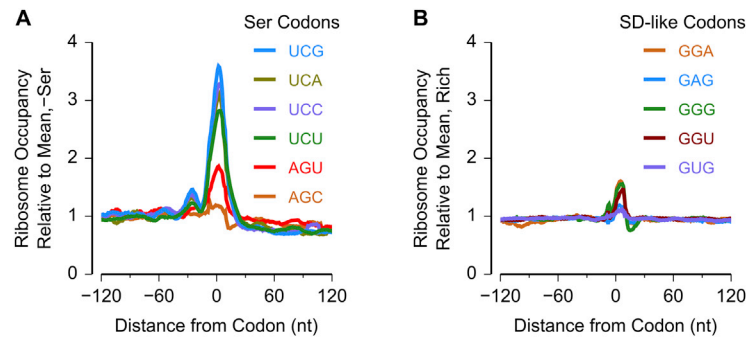 A
Ser Codons
Ribosome Occupancy
Relative to Mean,−Ser
4
3
2
1
0
UCG
UCA
UCC
UCU
AGU
AGC
−120
−60
0
60
120
Distance from Codon (nt)
B
SD-like Codons
Ribosome Occupancy
Relative to Mean, Rich
4
3
2
1
0
GGA
GAG
GGG
GGU
GUG
−120
−60
0
60
120
Distance from Codon (nt)